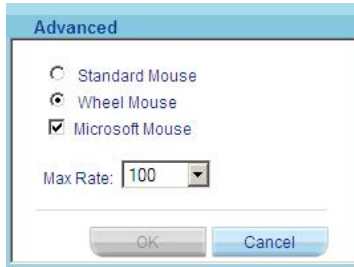 Advanced
Standard Mouse
Wheel Mouse
Microsoft Mouse
Max Rate: 100
OK Cancel